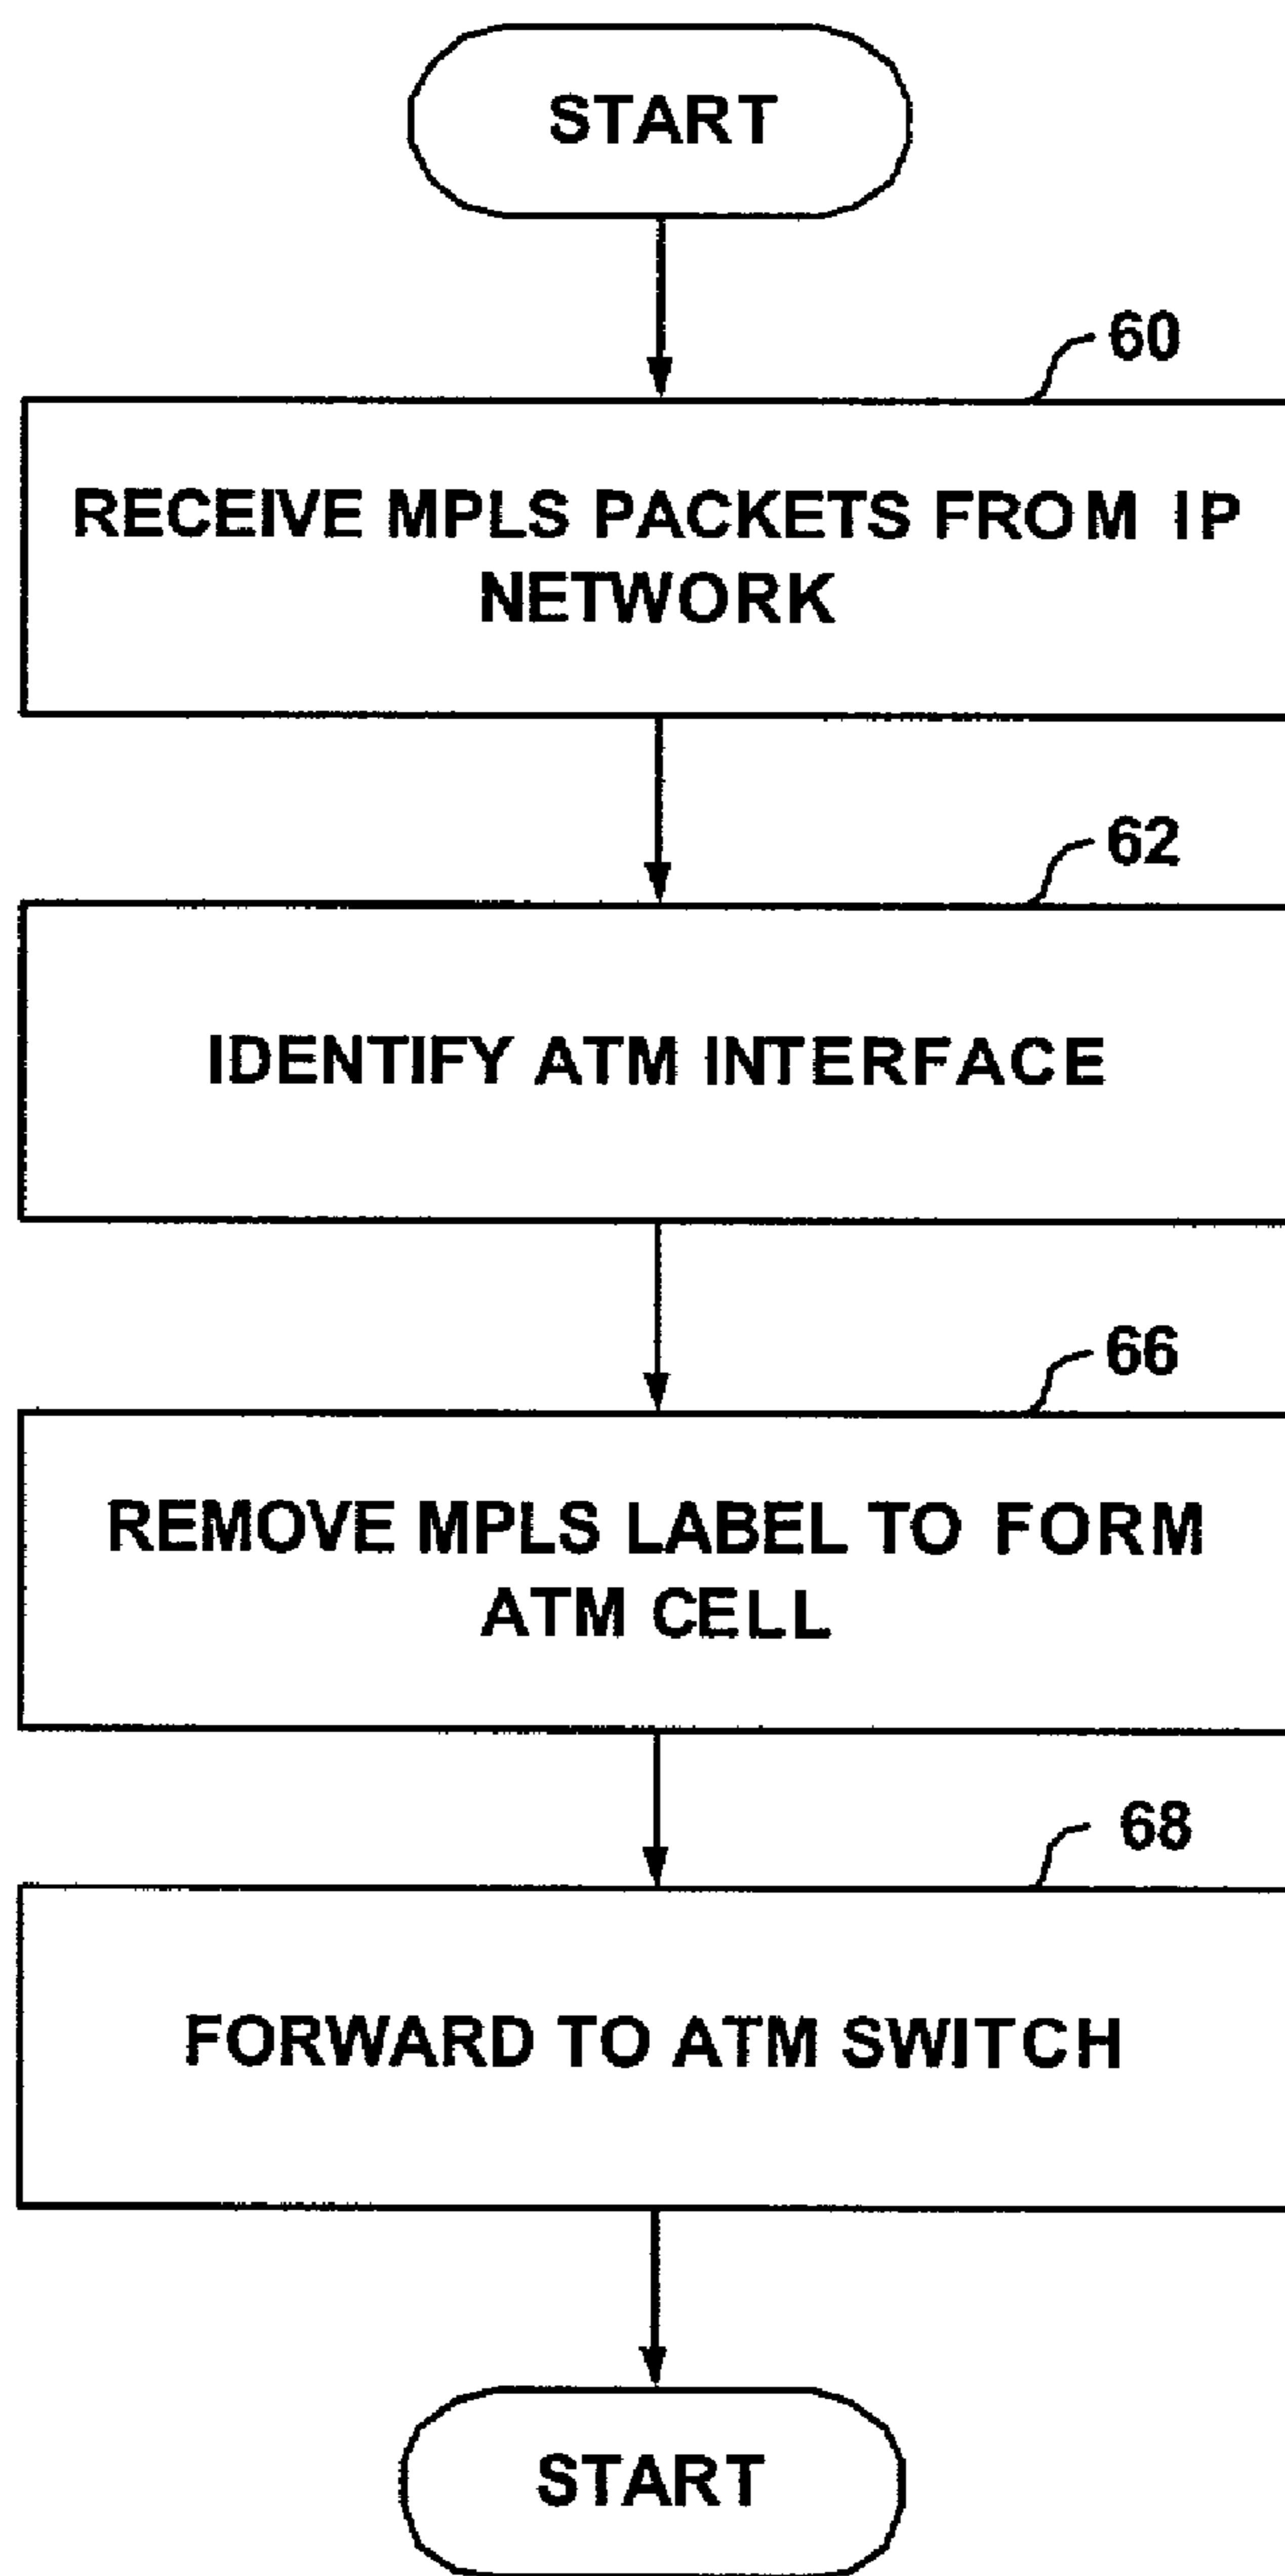 START
60
RECEIVE MPLS PACKETS FROM IP
NETWORK
62
IDENTIFY ATM INTERFACE
66
REMOVE MPLS LABEL TO FORM
ATM CELL
68
FORWARD TO ATM SWITCH
START